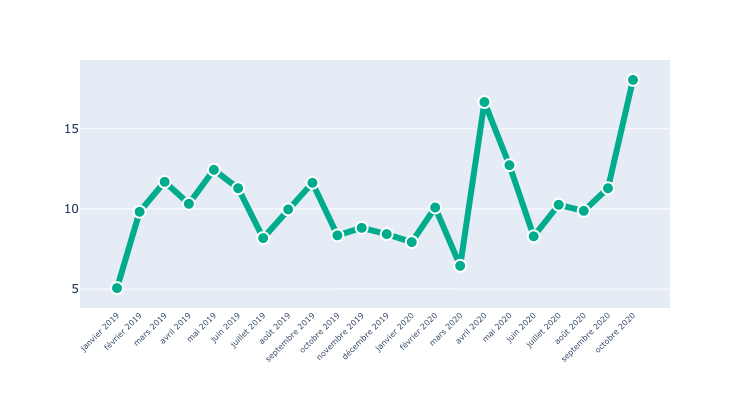 15
10
5
janvier 2019
février 2019
mars 2019
avril 2019
mai 2019
juin 2019
juillet 2019
août 2019
septembre 2019
octobre 2019
novembre 2019
décembre 2019
janvier 2020
février 2020
mars 2020
avril 2020
mai 2020
juin 2020
juillet 2020
août 2020
septembre 2020
octobre 2020